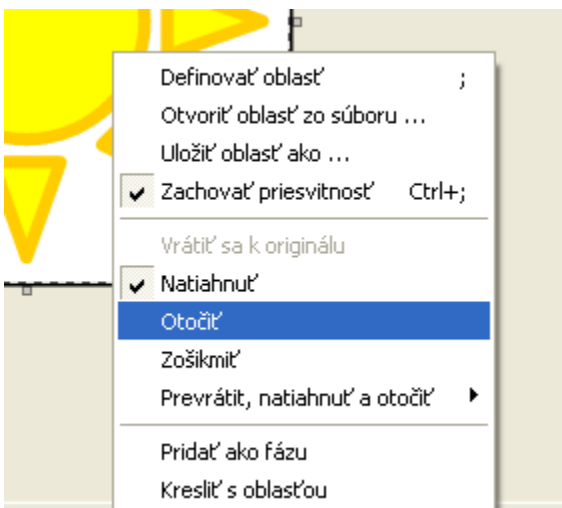 Definovať oblasť ;
Otvoriť oblasť zo súboru ...
Uložiť oblasť ako ...
Zachovať priesvitnosť Ctrl+;
Vrátiť sa k originálu
Natiahnuť
Otočiť
Zošikmiť
Prevrátit, natiahnuť a otočiť
Pridať ako fázu
Kresliť s oblasťou